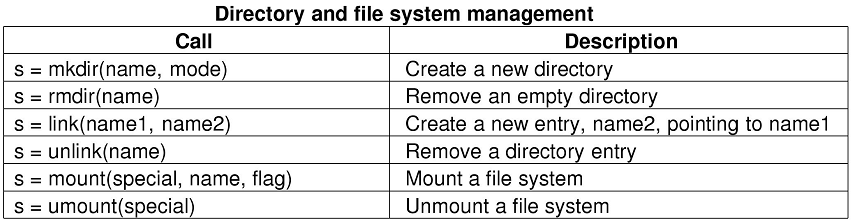 Directory and file system management
Call Description
s = mkdir(name, mode) Create a new directory
s = rmdir(name) Remove an empty directory
s = link(name1, name2) Create a new entry, name2, pointing to name1
s = unlink(name) Remove a directory entry
s = mount(special, name, flag) Mount a file system
s = umount(special) Unmount a file system